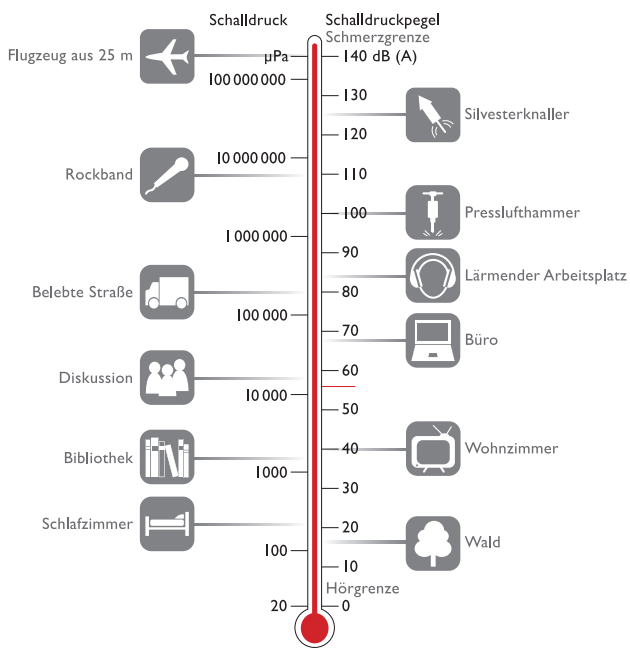 Schalldruck
Schalldruckpegel
Schmerzgrenze
Flugzeug aus 25 m
µPa
140 dB (A)
100 000 000
130
Silvesterknaller
120
10 000 000
110
Rockband
100
Presslufthammer
1 000 000
90
Lärmender Arbeitsplatz
Belebte Straße
80
100 000
70
Büro
60
Diskussion
10 000
50
40
Wohnzimmer
Bibliothek
1000
30
Schlafzimmer
20
Wald
100
10
Hörgrenze
20
0